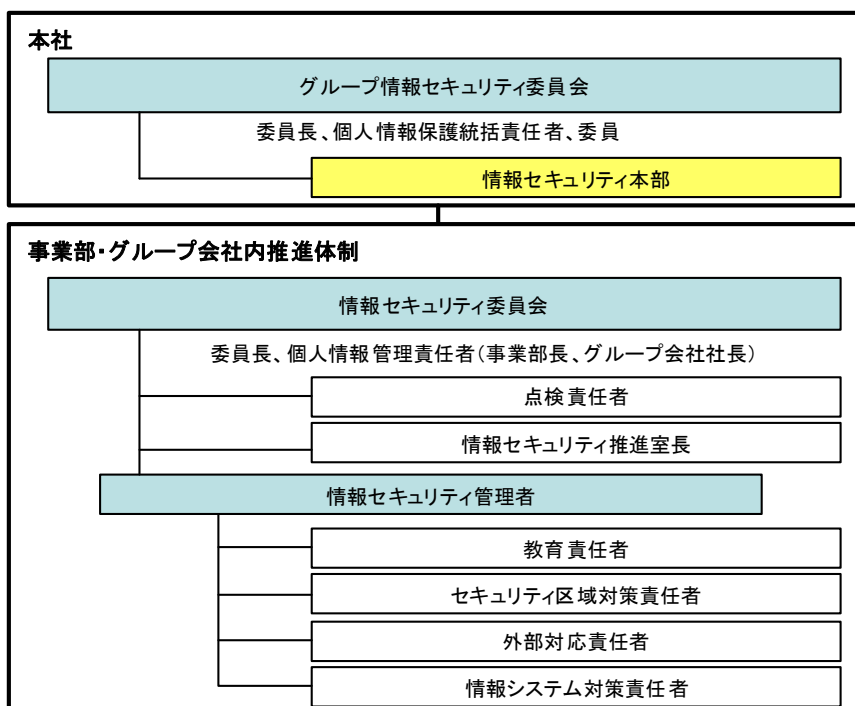 本社
グループ情報セキュリティ委員会
委員長、個人情報保護統括責任者、委員
情報セキュリティ本部
事業部・グループ会社内推進体制
情報セキュリティ委員会
委員長、個人情報管理責任者(事業部長、グループ会社社長)
点検責任者
情報セキュリティ推進室長
情報セキュリティ管理者
教育責任者
セキュリティ区域対策責任者
外部対応責任者
情報システム対策責任者